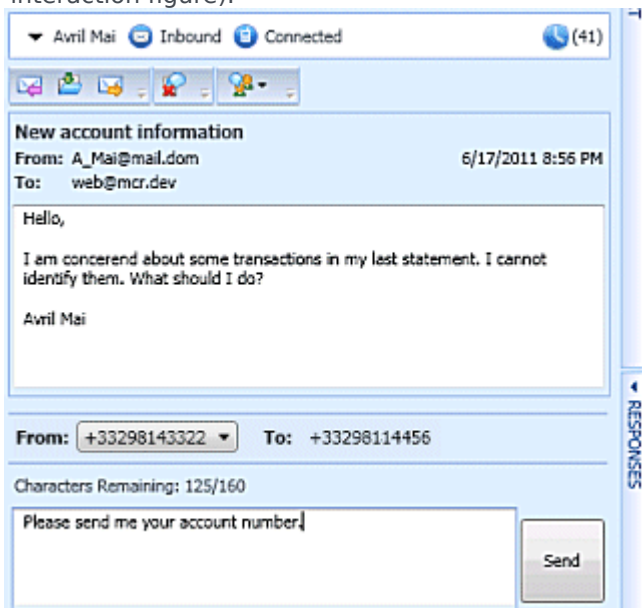 interaction figure).
Avril Mai Inbound Connected (41)
New account information
From: A_Mai@mail.dom 6/17/2011 8:56 PM
To: web@mcr.dev
Hello,
I am concerend about some transactions in my last statement. I cannot
identify them. What should I do?
Avril Mai
RESPONSES
From: +33298143322 To: +33298114456
Characters Remaining: 125/160
Please send me your account number.
Send